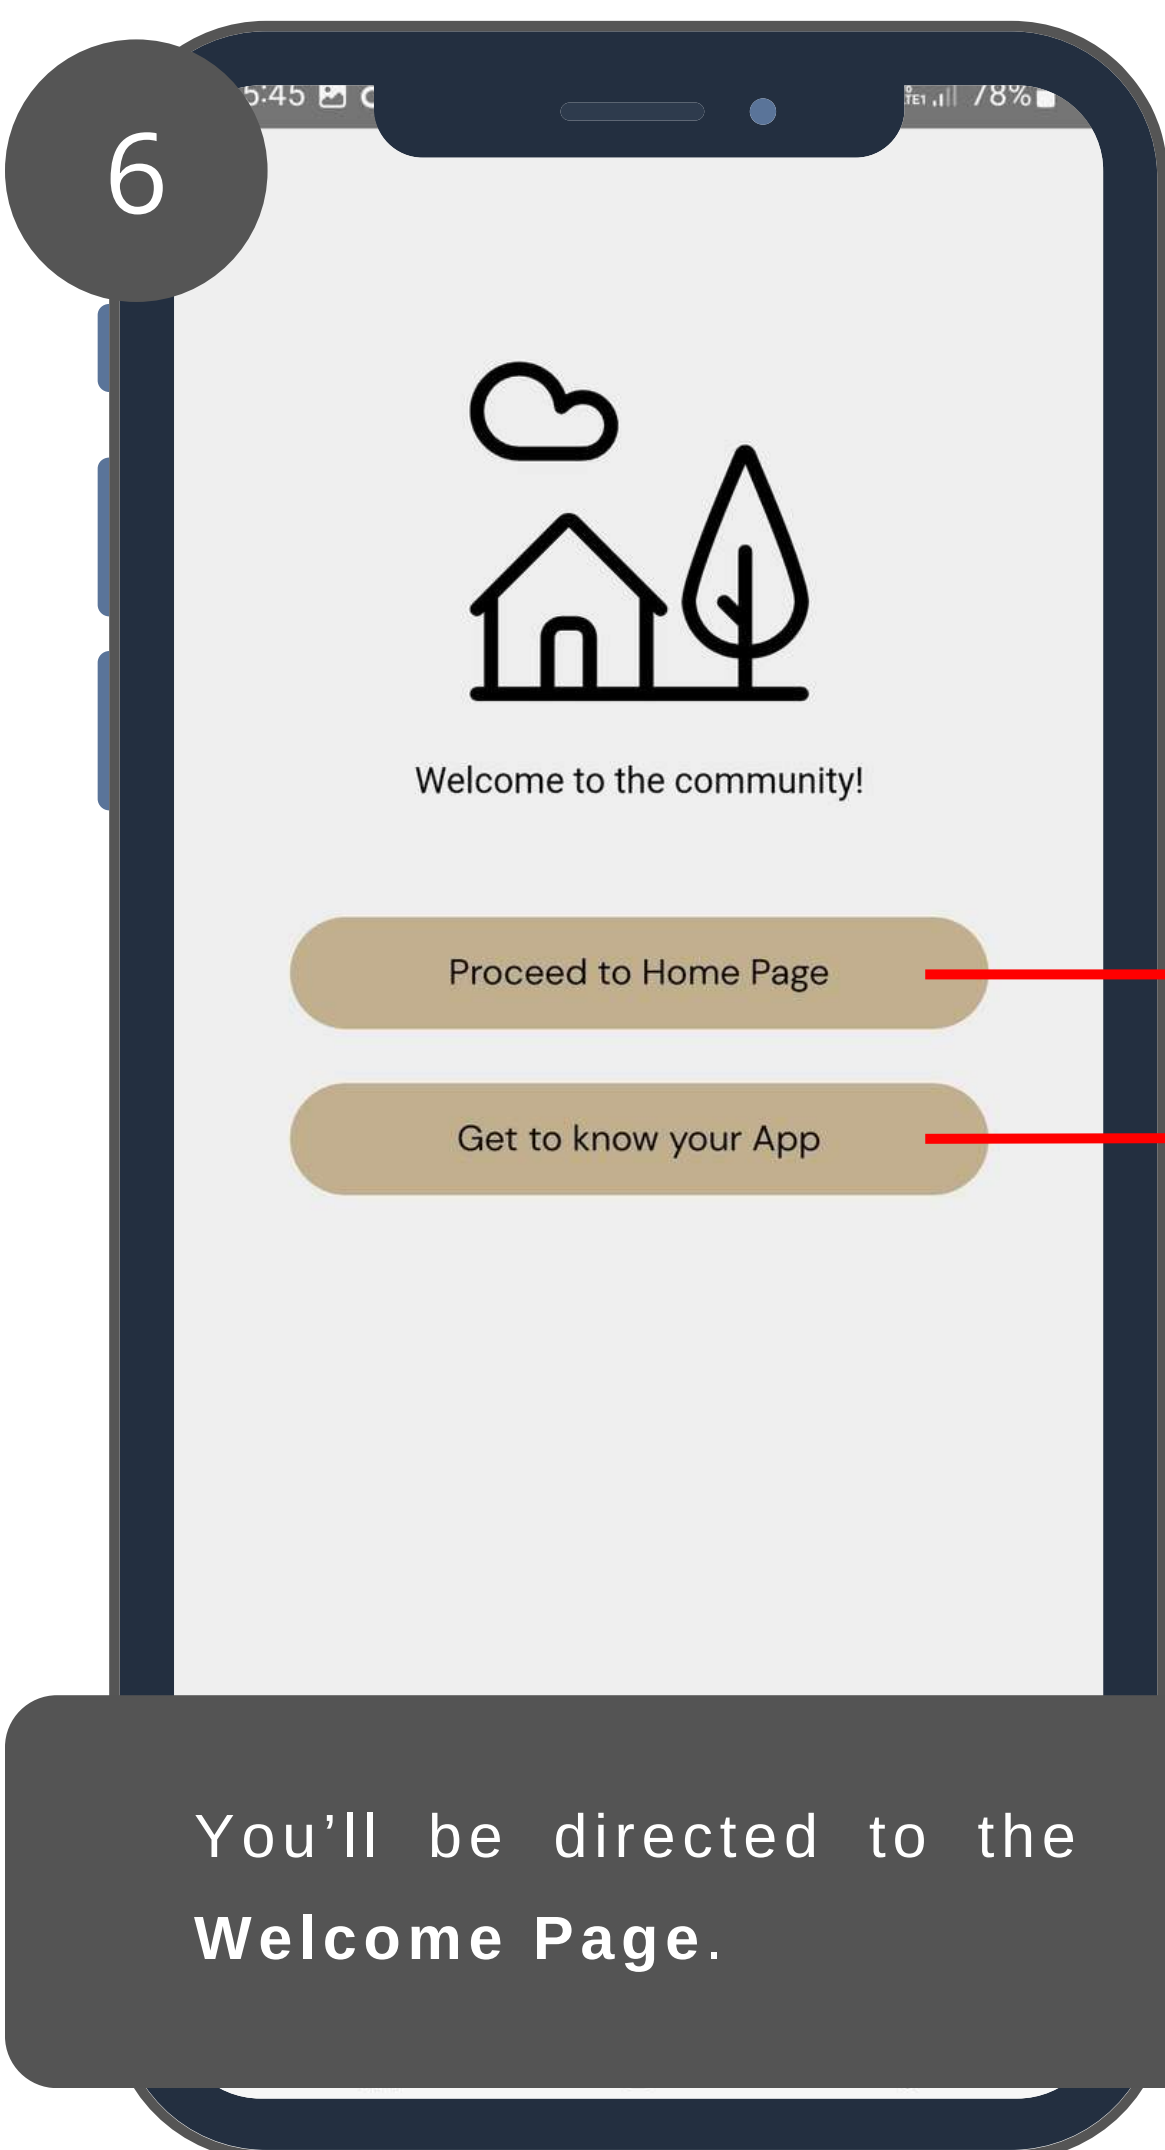 6
5:45
78%
Welcome to the community!
Proceed to Home Page
Get to know your App
You’ll be directed to the
Welcome Page.